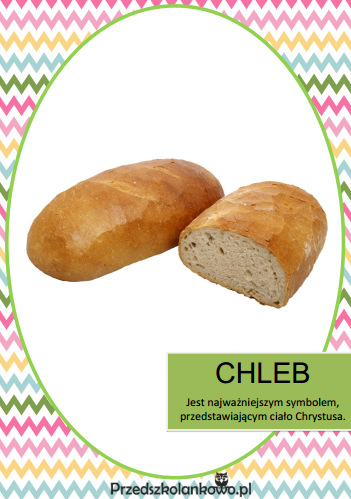 CHLEB
Jest najważniejszym symbolem,
przedstawiającym ciało Chrystusa.
Przedszkolankowo.pl